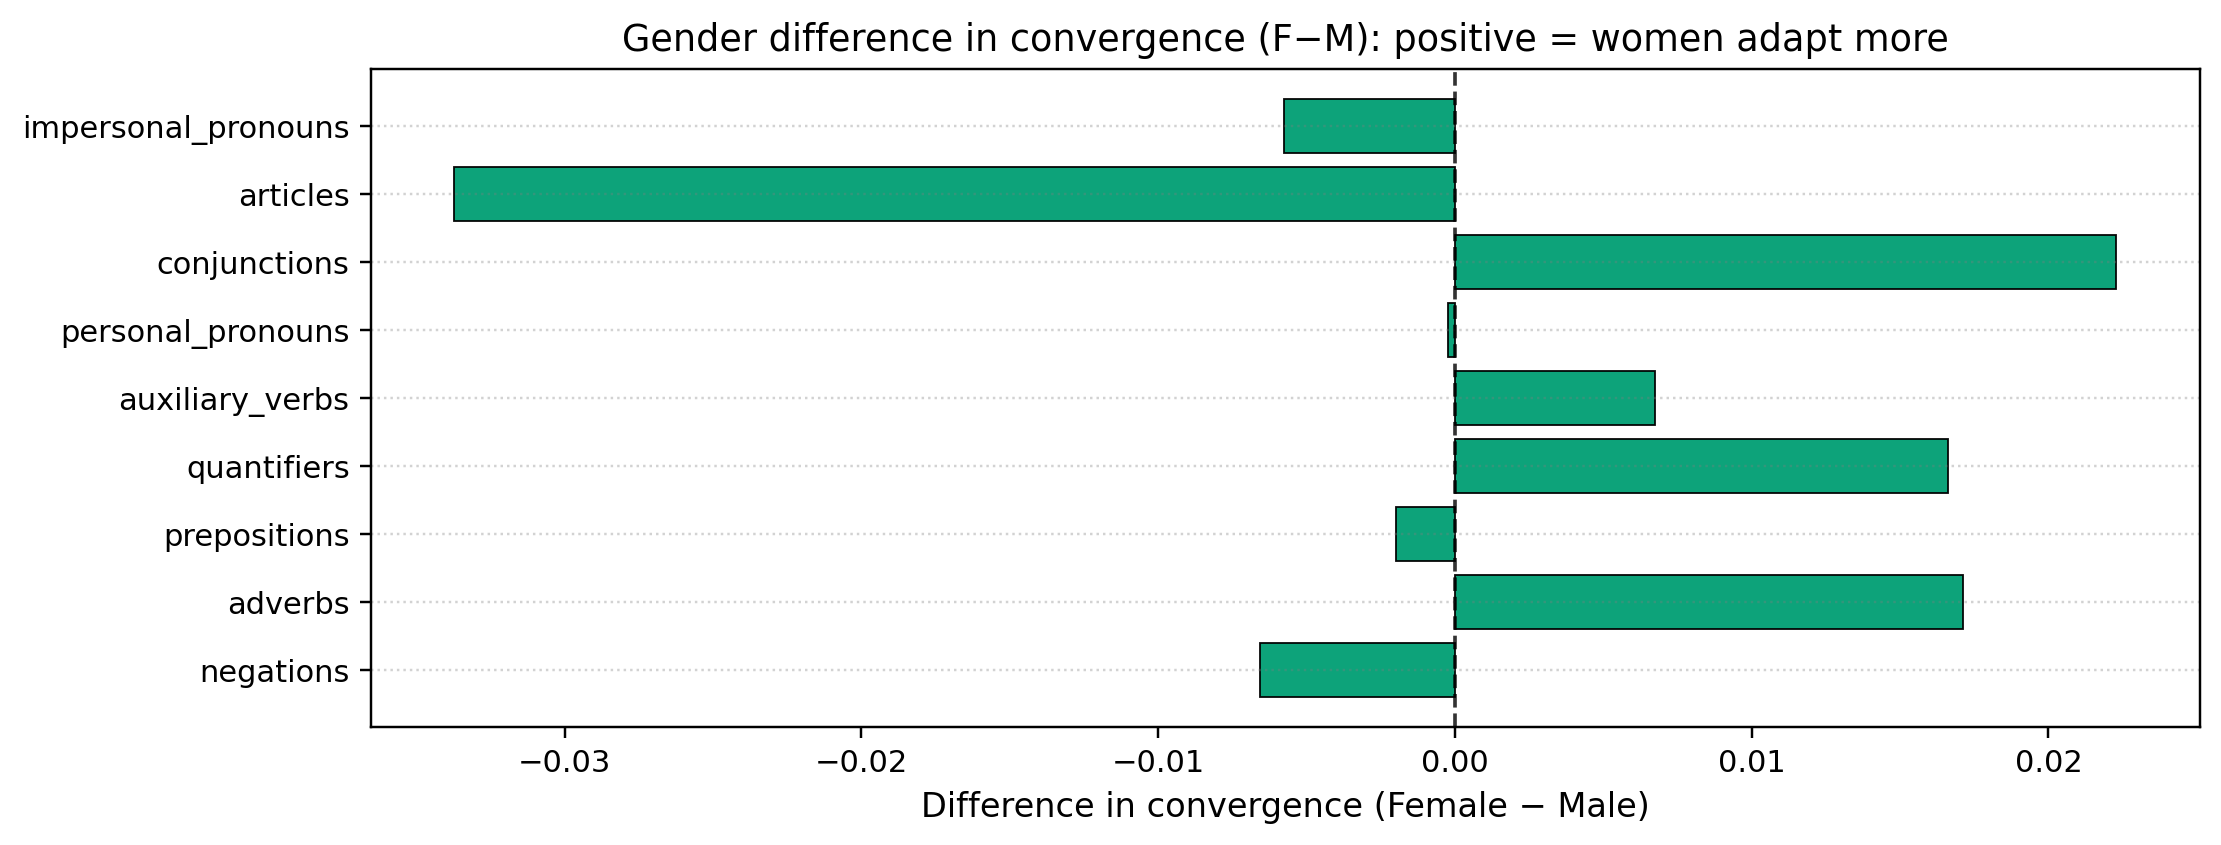 Gender difference in convergence (F−M): positive = women adapt more
impersonal_pronouns
articles
conjunctions
personal_pronouns
auxiliary_verbs
quantifiers
prepositions
adverbs
negations
−0.03 −0.02 −0.01 0.00 0.01 0.02
Difference in convergence (Female − Male)